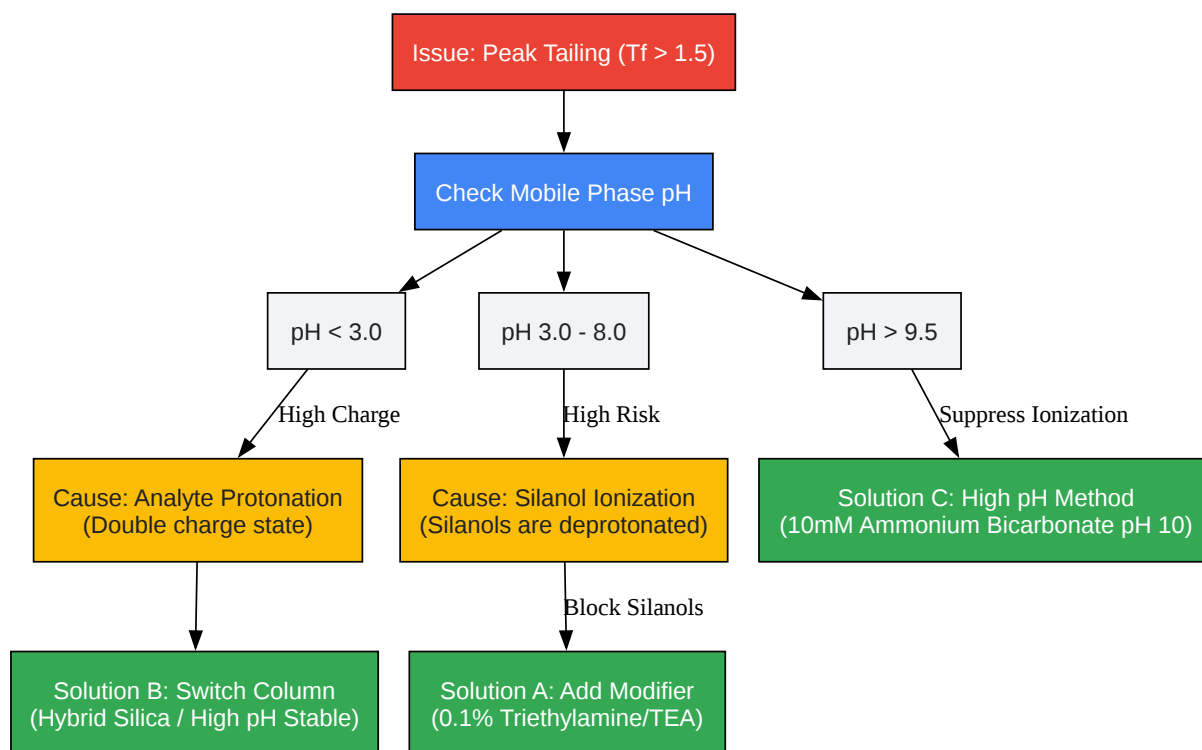 Issue: Peak Tailing (Tf > 1.5)
Check Mobile Phase pH
pH < 3.0
pH 3.0 - 8.0
pH > 9.5
High Charge
High Risk
Suppress Ionization
Cause: Analyte Protonation
(Double charge state)
Cause: Silanol Ionization
(Silanols are deprotonated)
Solution C: High pH Method
(10mM Ammonium Bicarbonate pH 10)
Block Silanols
Solution B: Switch Column
(Hybrid Silica / High pH Stable)
Solution A: Add Modifier
(0.1% Triethylamine/TEA)